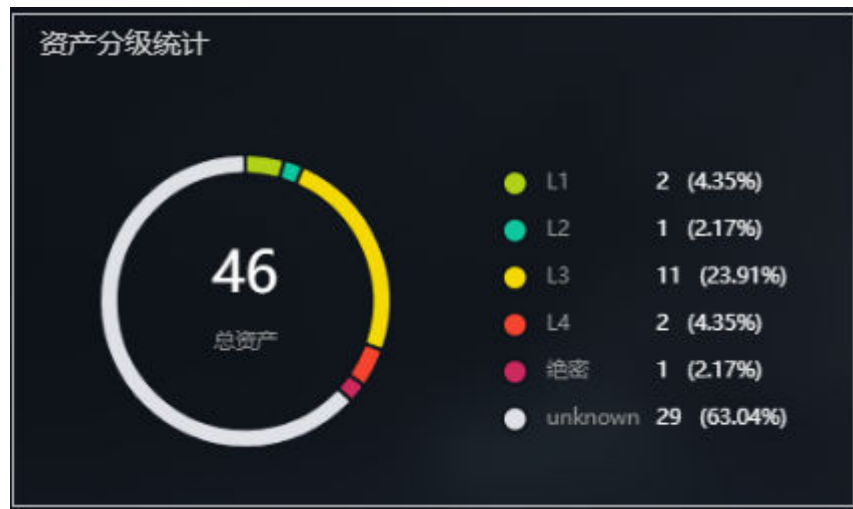 资产分级统计
46
总资产
L1 2 (4.35%)
L2 1 (2.17%)
L3 11 (23.91%)
L4 2 (4.35%)
绝密 1 (2.17%)
unknown 29 (63.04%)